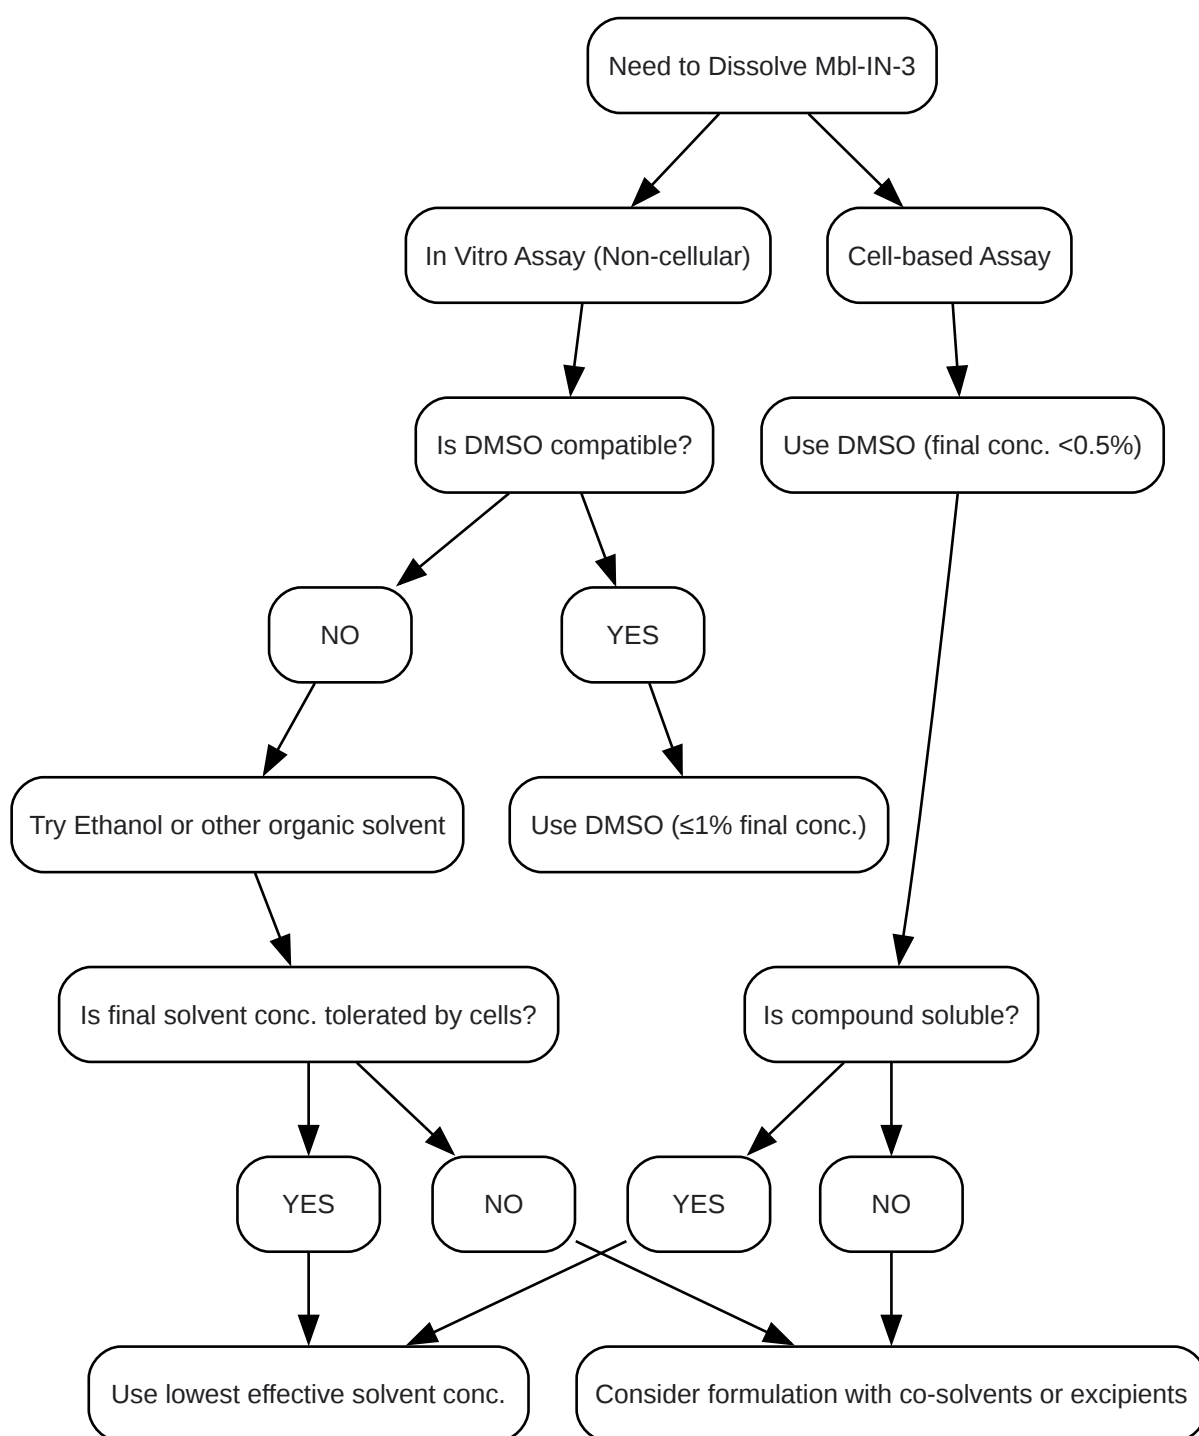 Need to Dissolve Mbl-IN-3
In Vitro Assay (Non-cellular)
Cell-based Assay
Is DMSO compatible?
Use DMSO (final conc. <0.5%)
NO
YES
Try Ethanol or other organic solvent
Use DMSO (≤1% final conc.)
Is final solvent conc. tolerated by cells?
Is compound soluble?
YES
NO
YES
NO
Use lowest effective solvent conc.
Consider formulation with co-solvents or excipients